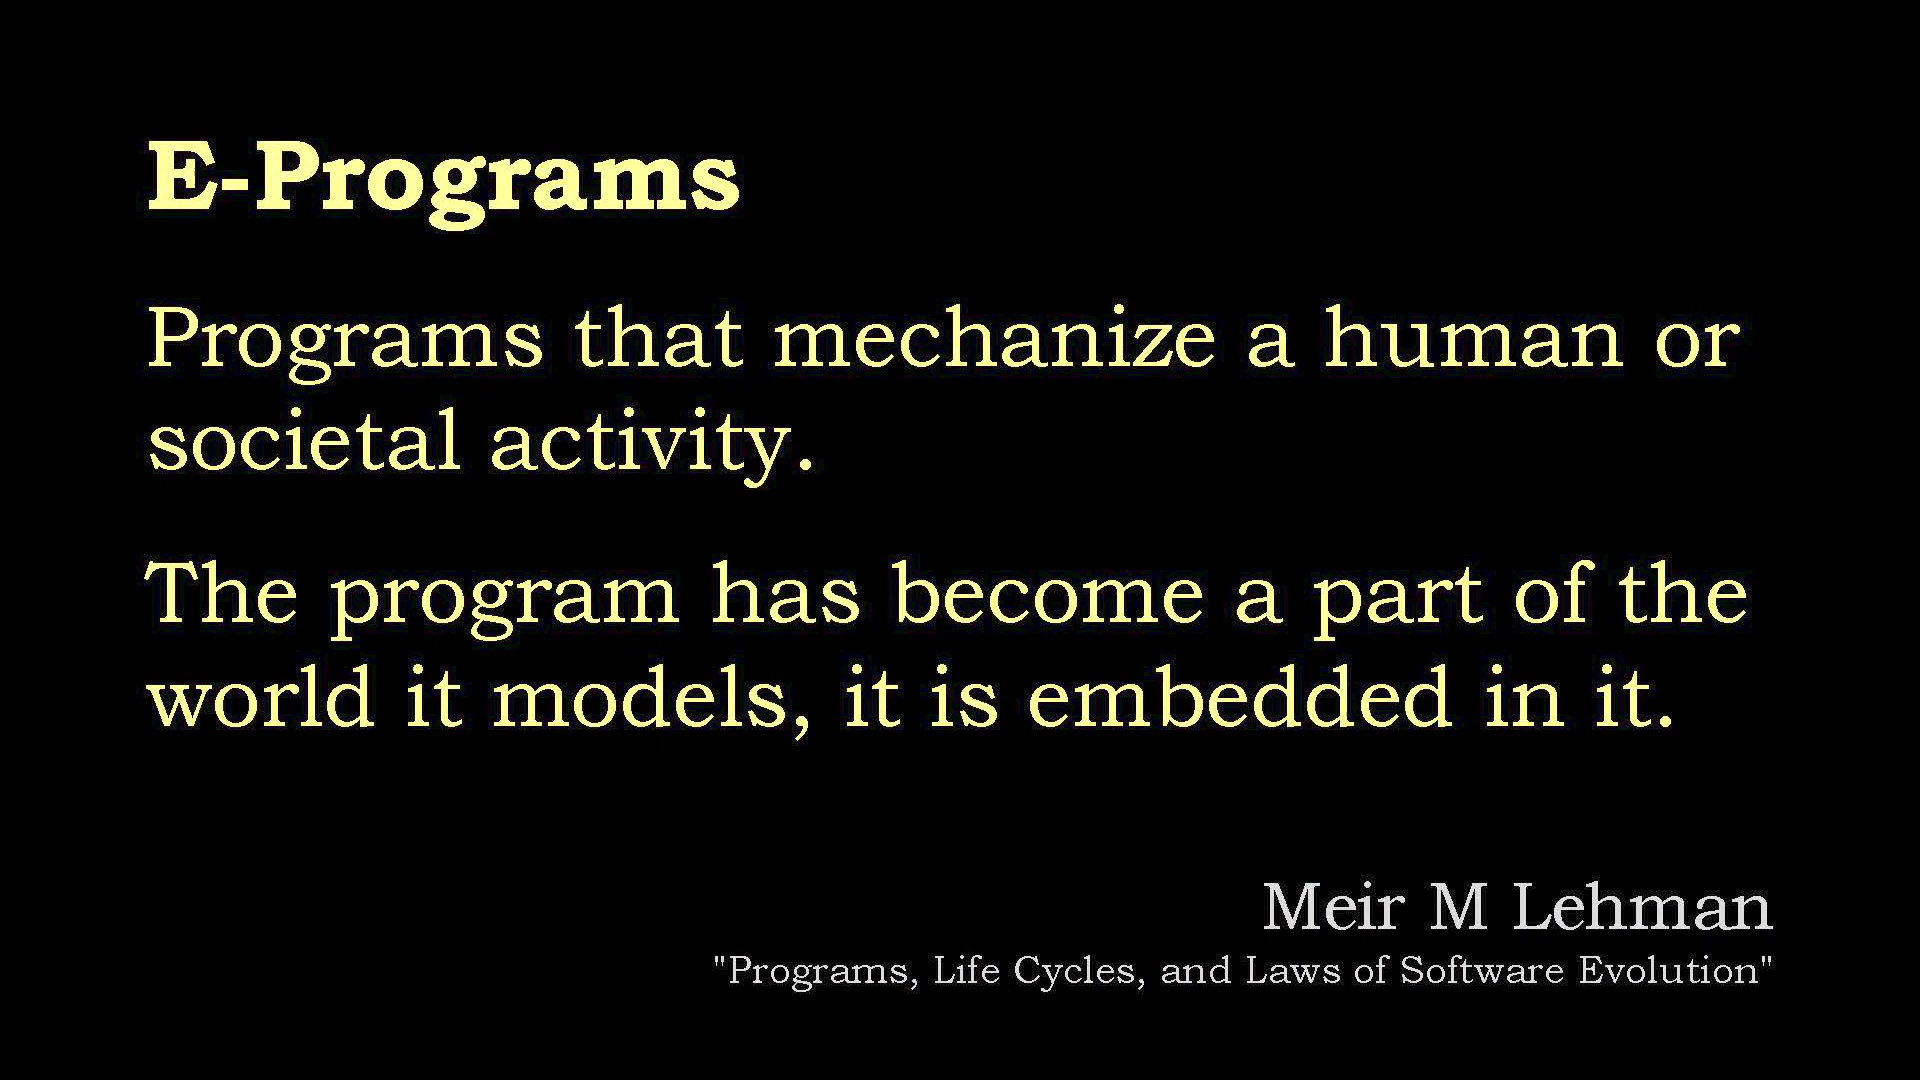 E-Programs
Programs that mechanize a human or
societal activity.
The program has become a part of the
world it models, it is embedded in it.
Meir M Lehman
"Programs, Life Cycles, and Laws of Software Evolution"